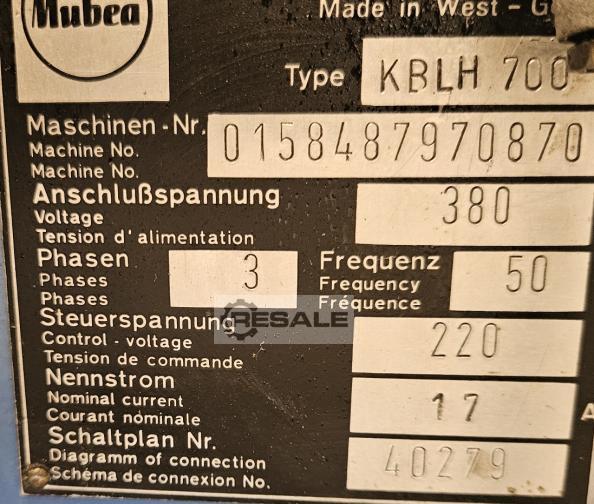 Mubea
Made in West - G
Type KBLH 700
Maschinen - Nr. 0158487970870
Machine No.
Machine No.
Anschlußspannung 380
Voltage
Tension d' alimentation
Phasen 3 Frequenz 50
Phases Frequency
Phases Fréquence
Steuerspannung 220
Control - voltage
Tension de commande
RESALE
Nennstrom
Nominal current 17 A
Courant nominale
Schaltplan Nr.
Diagramm of connection 40279
Schéma de connexion No.